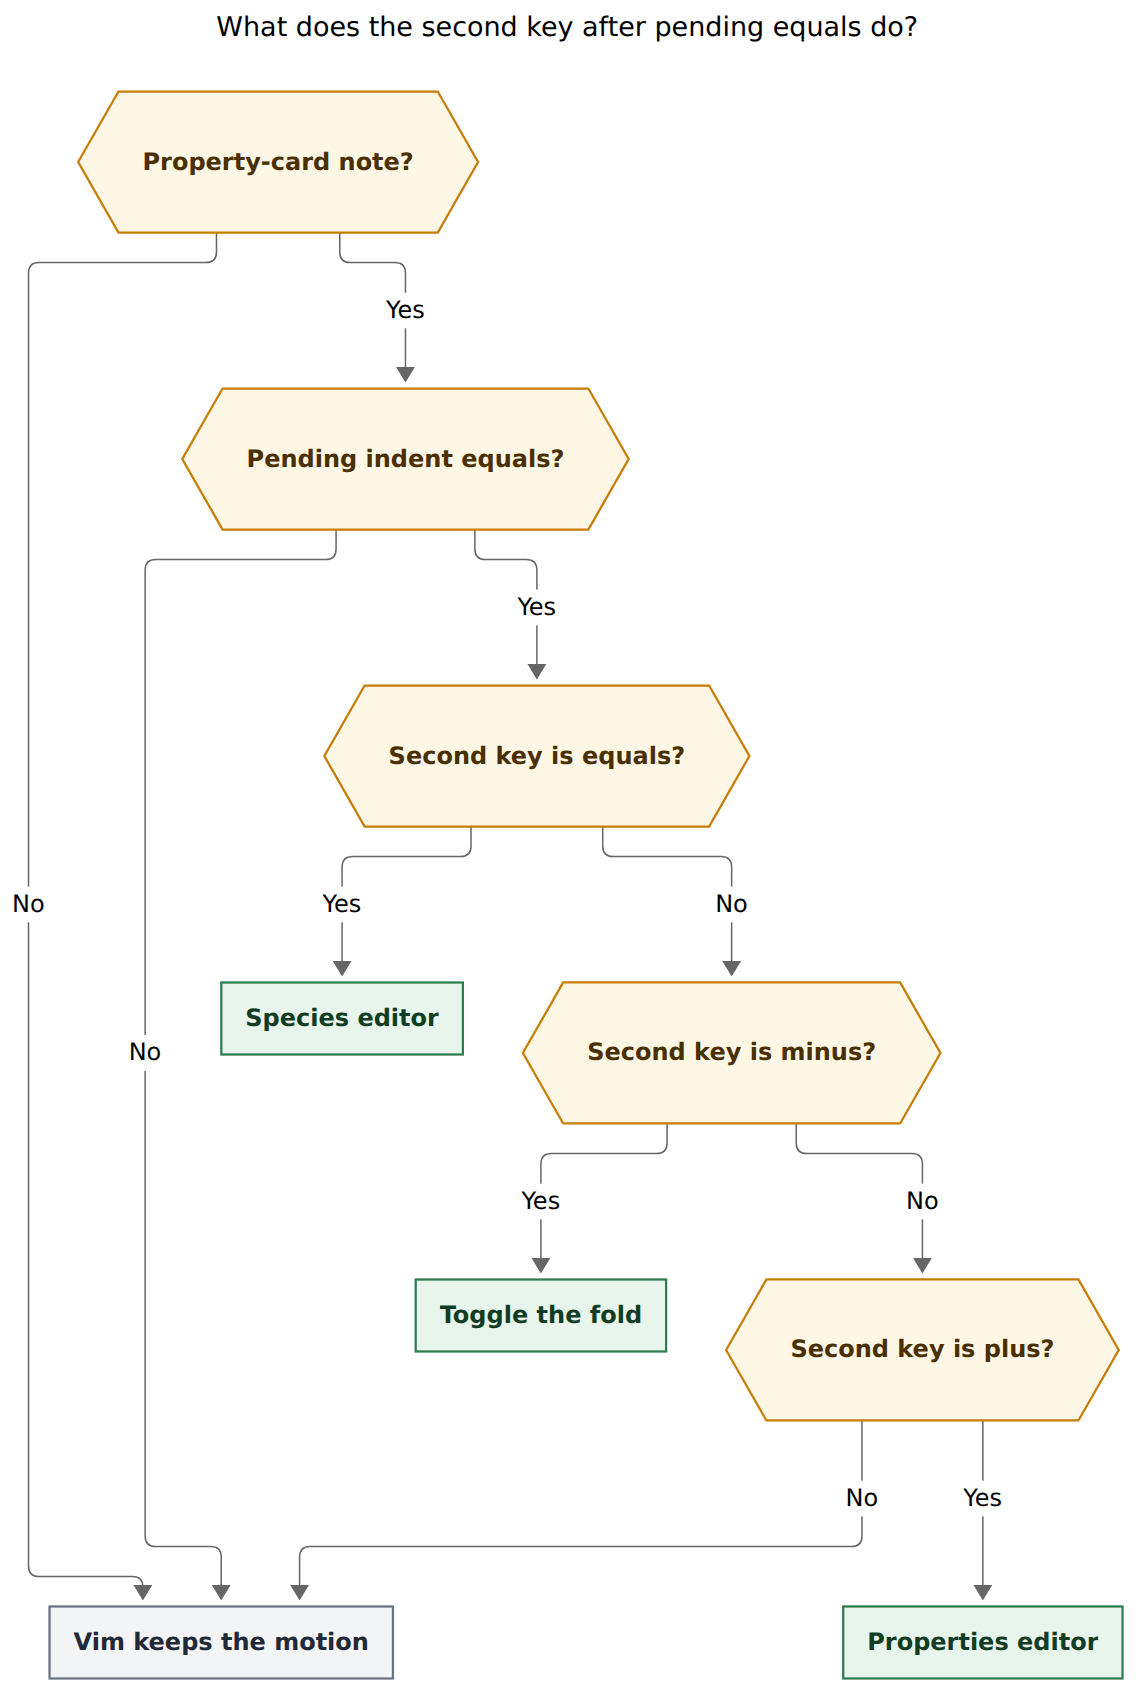 What does the second key after pending equals do?
Property-card note?
Yes
Pending indent equals?
Yes
Second key is equals?
No
Yes
No
Species editor
Second key is minus?
No
Yes
No
Toggle the fold
Second key is plus?
No
Yes
Vim keeps the motion
Properties editor